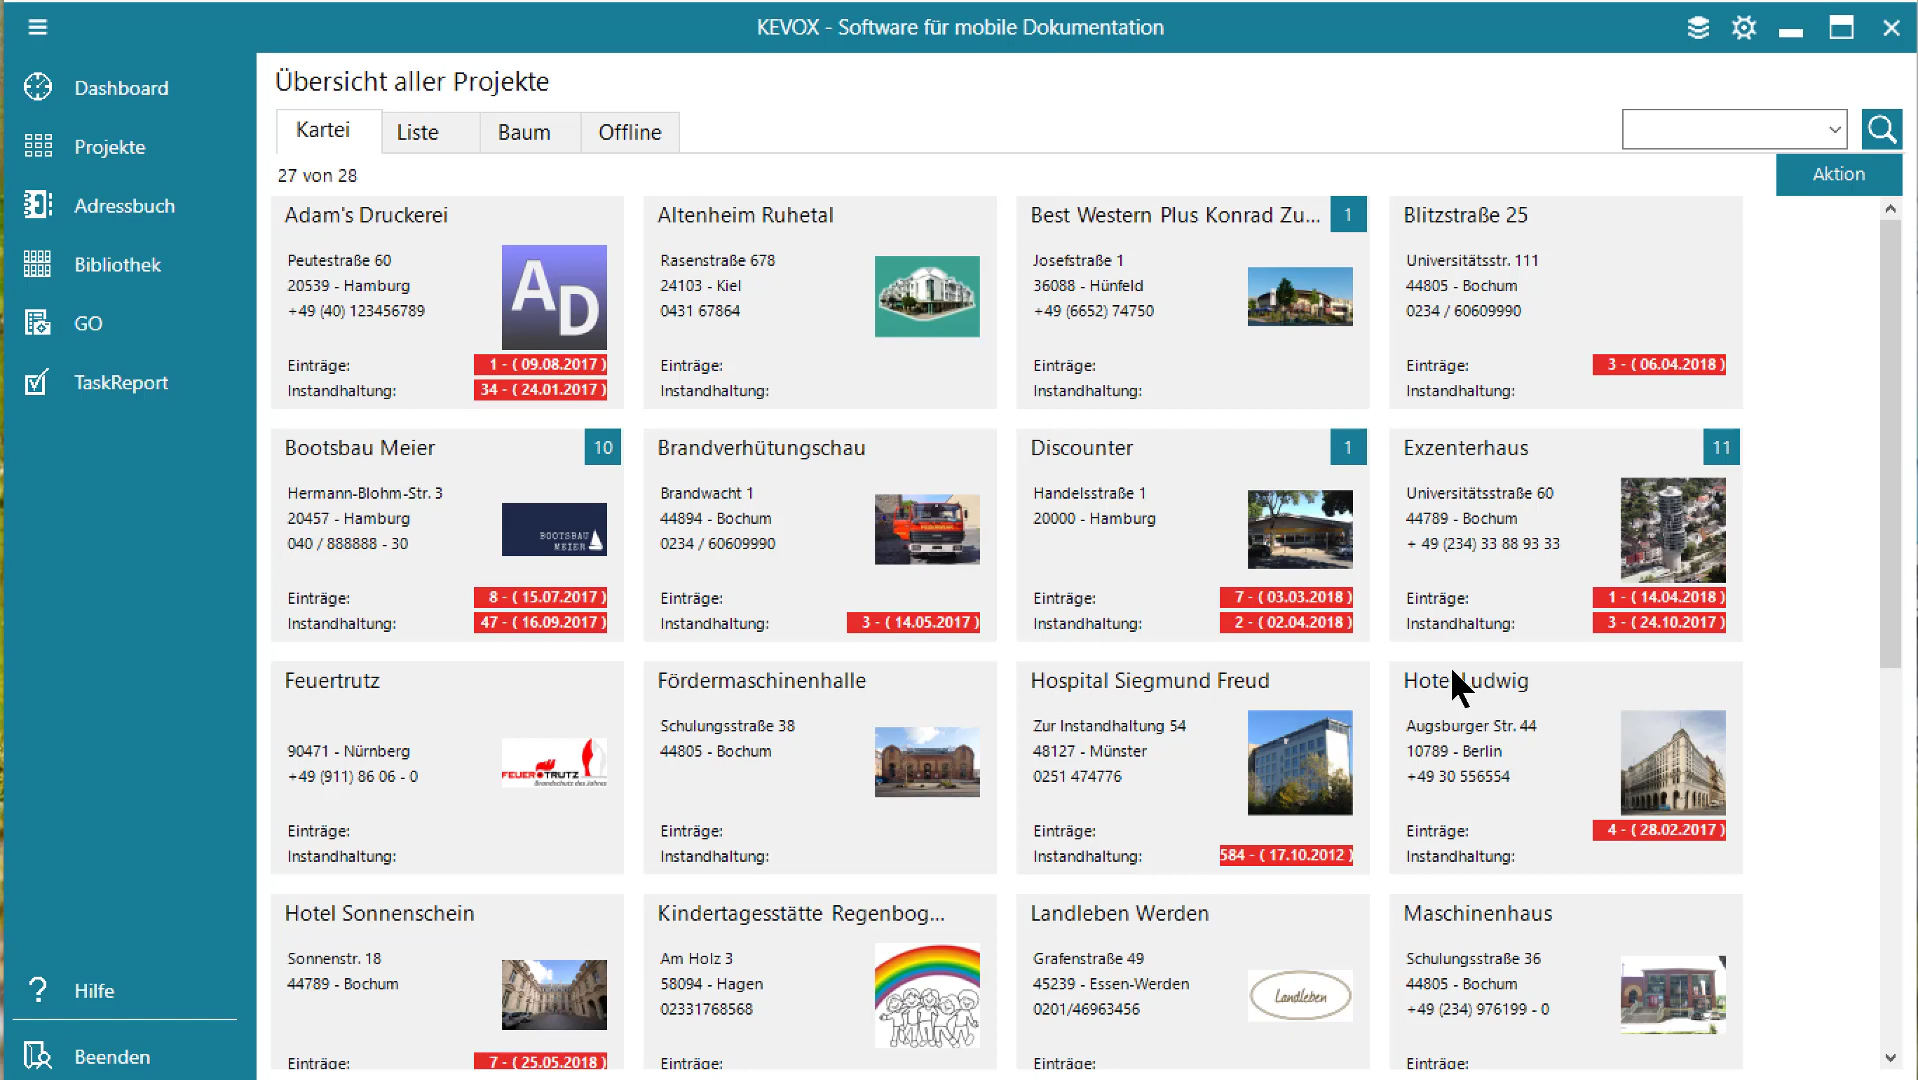 KEVOX - Software für mobile Dokumentation
Dashboard
Projekte
Adressbuch
Bibliothek
GO
TaskReport
Hilfe
Beenden
Übersicht aller Projekte
Kartei
Liste
Baum
Offline
27 von 28
Aktion
Adam's Druckerei
Peutestraße 60
20539 - Hamburg
+49 (40) 123456789
AD
Einträge: 1 - ( 09.08.2017 )
Instandhaltung: 34 - ( 24.01.2017 )
Altenheim Ruhetal
Rasenstraße 678
24103 - Kiel
0431 67864
Einträge:
Instandhaltung:
Best Western Plus Konrad Zu... 1
Josefstraße 1
36088 - Hünfeld
+49 (6652) 74750
Einträge:
Instandhaltung:
Blitzstraße 25
Universitätsstr. 111
44805 - Bochum
0234 / 60609990
Einträge: 3 - ( 06.04.2018 )
Instandhaltung:
Bootsbau Meier 10
Hermann-Blohm-Str. 3
20457 - Hamburg
040 / 888888 - 30
BOOTSBAU
MEIER
Einträge: 8 - ( 15.07.2017 )
Instandhaltung: 47 - ( 16.09.2017 )
Brandverhütungschau
Brandwacht 1
44894 - Bochum
0234 / 60609990
Einträge:
Instandhaltung: 3 - ( 14.05.2017 )
Discounter 1
Handelsstraße 1
20000 - Hamburg
Einträge: 7 - ( 03.03.2018 )
Instandhaltung: 2 - ( 02.04.2018 )
Exzenterhaus 11
Universitätsstraße 60
44789 - Bochum
+ 49 (234) 33 88 93 33
Einträge: 1 - ( 14.04.2018 )
Instandhaltung: 3 - ( 24.10.2017 )
Feuertrutz
90471 - Nürnberg
+49 (911) 86 06 - 0
FEUERTRUTZ
Brandschutz des Jahres
Einträge:
Instandhaltung:
Fördermaschinenhalle
Schulungsstraße 38
44805 - Bochum
Einträge:
Instandhaltung:
Hospital Siegmund Freud
Zur Instandhaltung 54
48127 - Münster
0251 474776
Einträge:
Instandhaltung: 584 - ( 17.10.2012 )
Hotel Ludwig
Augsburger Str. 44
10789 - Berlin
+49 30 556554
Einträge: 4 - ( 28.02.2017 )
Instandhaltung:
Hotel Sonnenschein
Sonnenstr. 18
44789 - Bochum
Einträge: 7 - ( 25.05.2018 )
Kindertagesstätte Regenbog...
Am Holz 3
58094 - Hagen
02331768568
Einträge:
Landleben Werden
Grafenstraße 49
45239 - Essen-Werden
0201/46963456
Landleben
Einträge:
Maschinenhaus
Schulungsstraße 36
44805 - Bochum
+49 (234) 976199 - 0
Einträge: